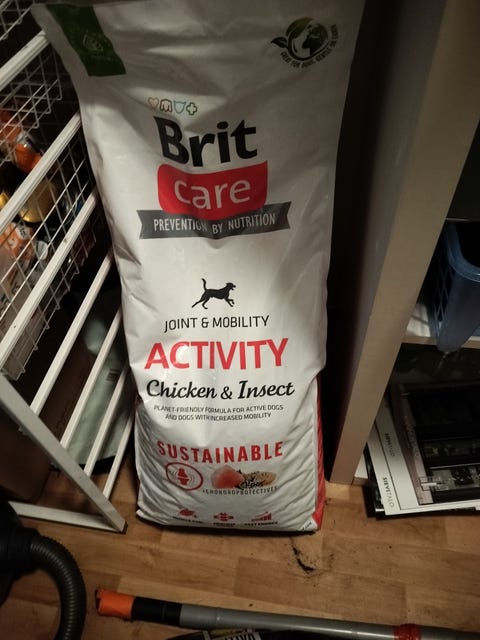 Brit
care
PREVENTION BY NUTRITION
JOINT & MOBILITY
ACTIVITY
Chicken & Insect
PLANET-FRIENDLY FORMULA FOR ACTIVE DOGS
AND DOGS WITH INCREASED MOBILITY
SUSTAINABLE